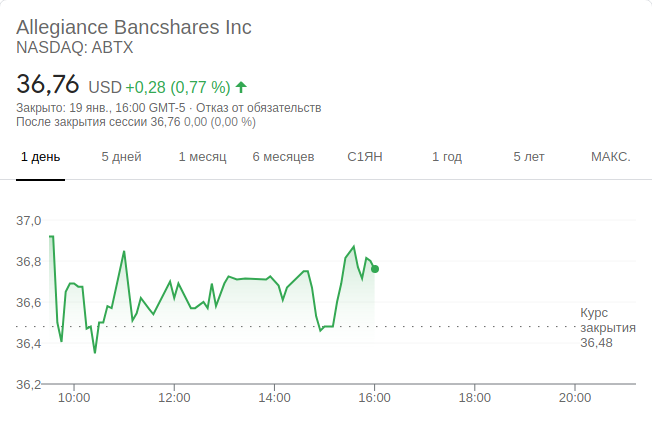 Allegiance Bancshares Inc
NASDAQ: ABTX
36,76 USD +0,28 (0,77 %)
Закрыто: 19 янв., 16:00 GMT-5 · Отказ от обязательств
После закрытия сессии 36,76 0,00 (0,00 %)
1 день 5 дней 1 месяц 6 месяцев С1ЯН 1 год 5 лет МАКС.
37,0
36,8
36,6
36,4
36,2
Курс
закрытия
36,48
10:00 12:00 14:00 16:00 18:00 20:00